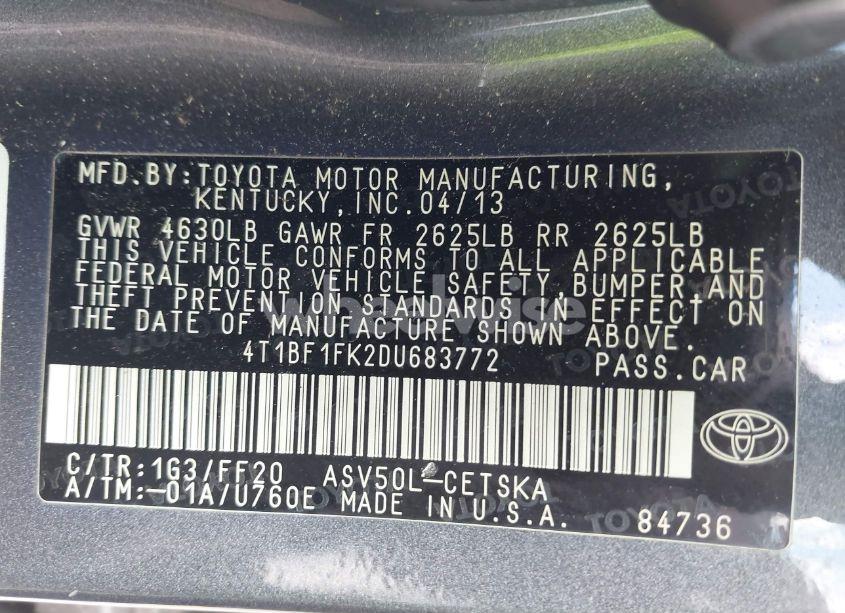 MFD.BY:TOYOTA MOTOR MANUFACTURING,
KENTUCKY,INC.04/13
GVWR 4630LB GAWR FR 2625LB RR 2625LB
THIS VEHICLE CONFORMS TO ALL APPLICABLE
FEDERAL MOTOR VEHICLE SAFETY,BUMPER,AND
THEFT PREVENTION STANDARDS IN EFFECT ON
THE DATE OF MANUFACTURE SHOWN ABOVE.
wheelwise
4T1BF1FK2DU683772 PASS.CAR
C/TR:1G3/FF20 ASV50L-CETSKA
A/TM:-01A/U760E MADE IN U.S.A. 84736